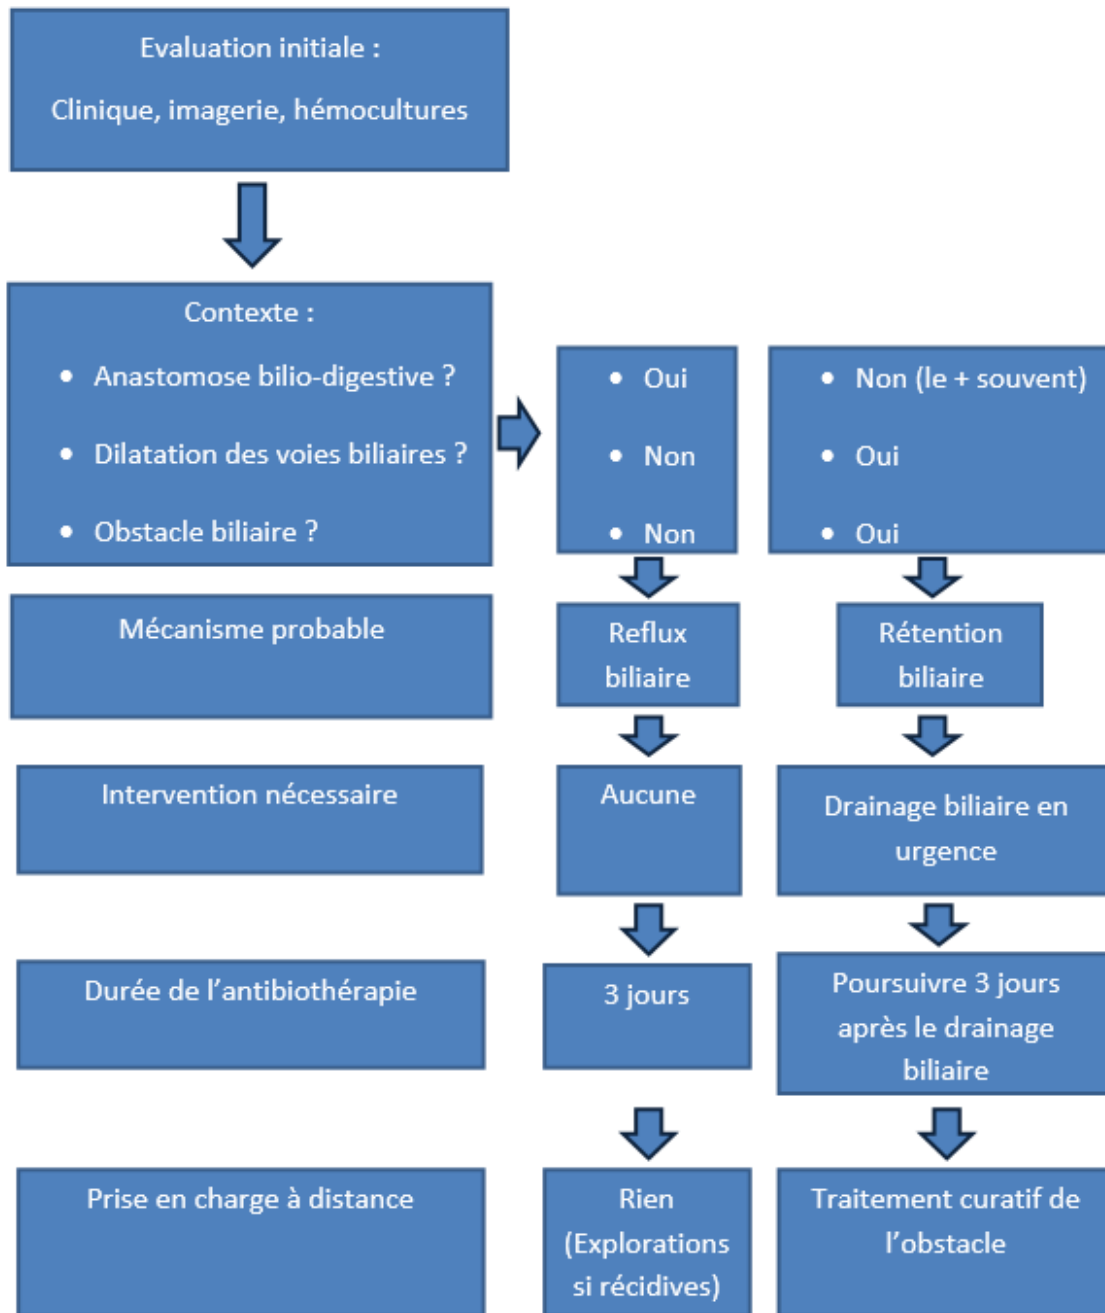 Evaluation initiale :
Clinique, imagerie, hémocultures
Contexte :
• Anastomose bilio-digestive ?
• Dilatation des voies biliaires ?
• Obstacle biliaire ?
• Oui
• Non
• Non
• Non (le + souvent)
• Oui
• Oui
Mécanisme probable
Reflux
biliaire
Rétention
biliaire
Intervention nécessaire
Aucune
Drainage biliaire en
urgence
Durée de l'antibiothérapie
3 jours
Poursuivre 3 jours
après le drainage
biliaire
Prise en charge à distance
Rien
(Explorations
si récidives)
Traitement curatif de
l'obstacle